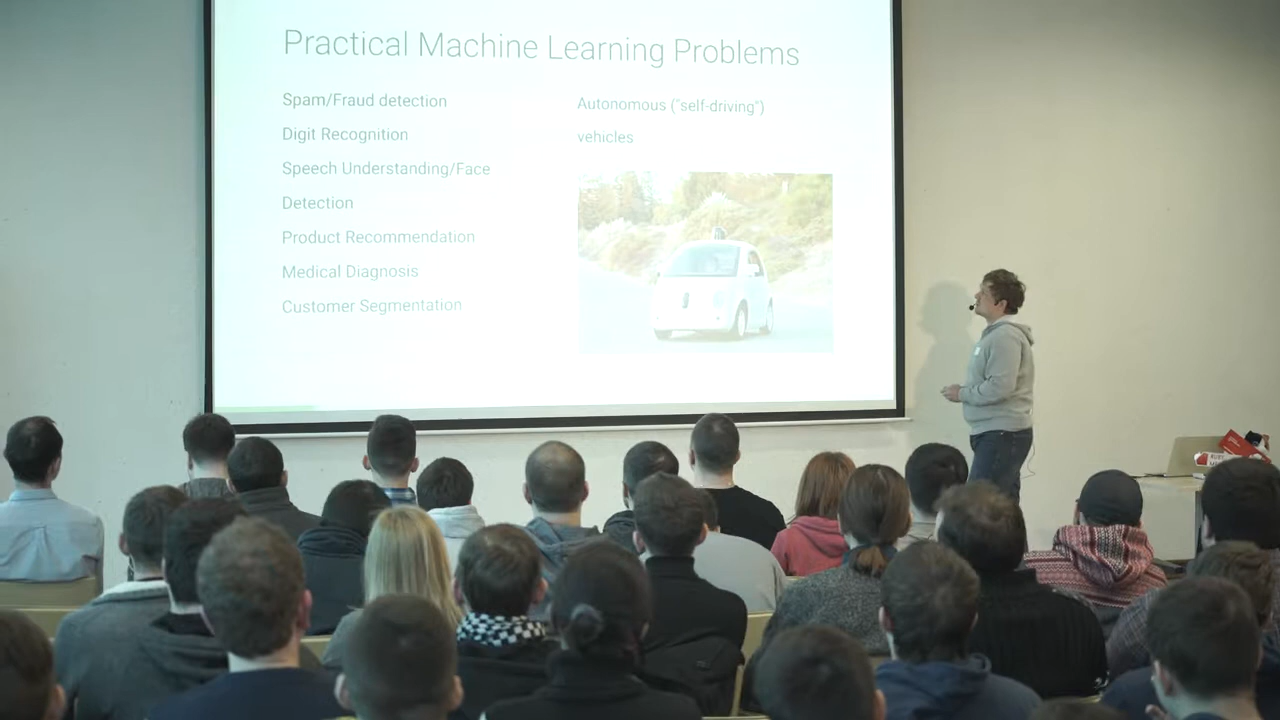 Practical Machine Learning Problems
Spam/Fraud detection
Digit Recognition
Speech Understanding/Face
Detection
Product Recommendation
Medical Diagnosis
Customer Segmentation
Autonomous ("self-driving")
vehicles